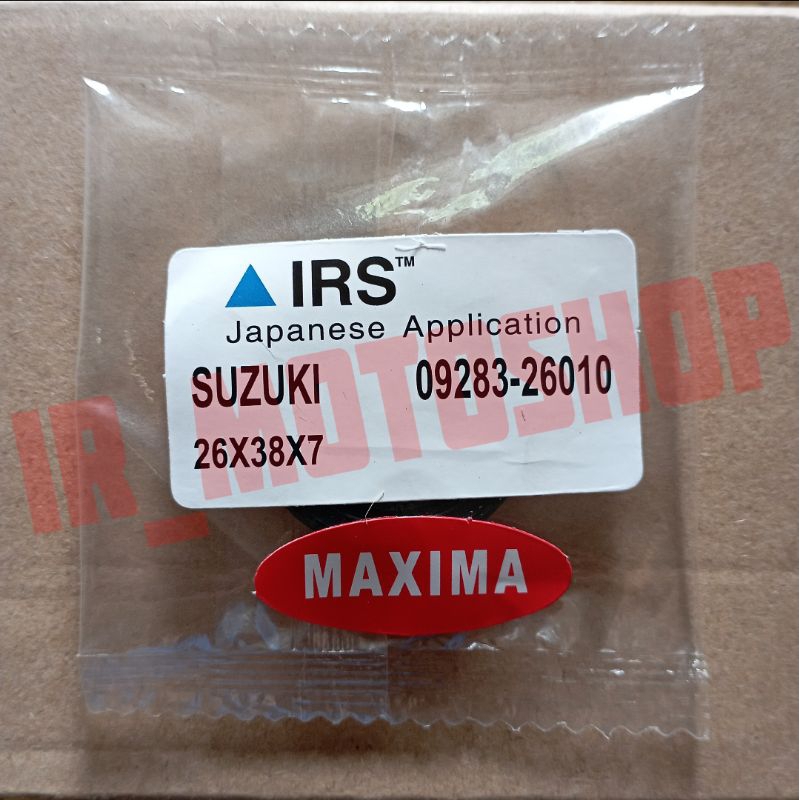 IRS™
Japanese Application
SUZUKI 09283-26010
26X38X7
IR_MOTOSHOP
MAXIMA